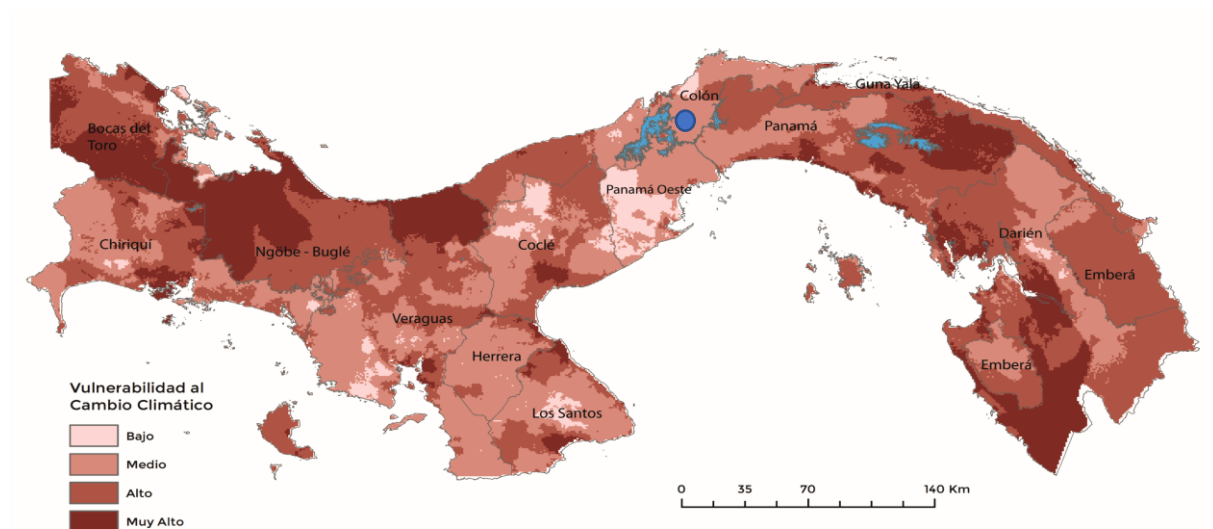 Guna Yala
Colón
Bocas del
Toro
Panamá
Panamá Oeste
Darién
Chiriquí
Ngöbe - Buglé
Coclé
Emberá
Veraguas
Herrera
Emberá
Los Santos
Vulnerabilidad al
Cambio Climático
Bajo
Medio
Alto
Muy Alto
0 35 70 140 Km